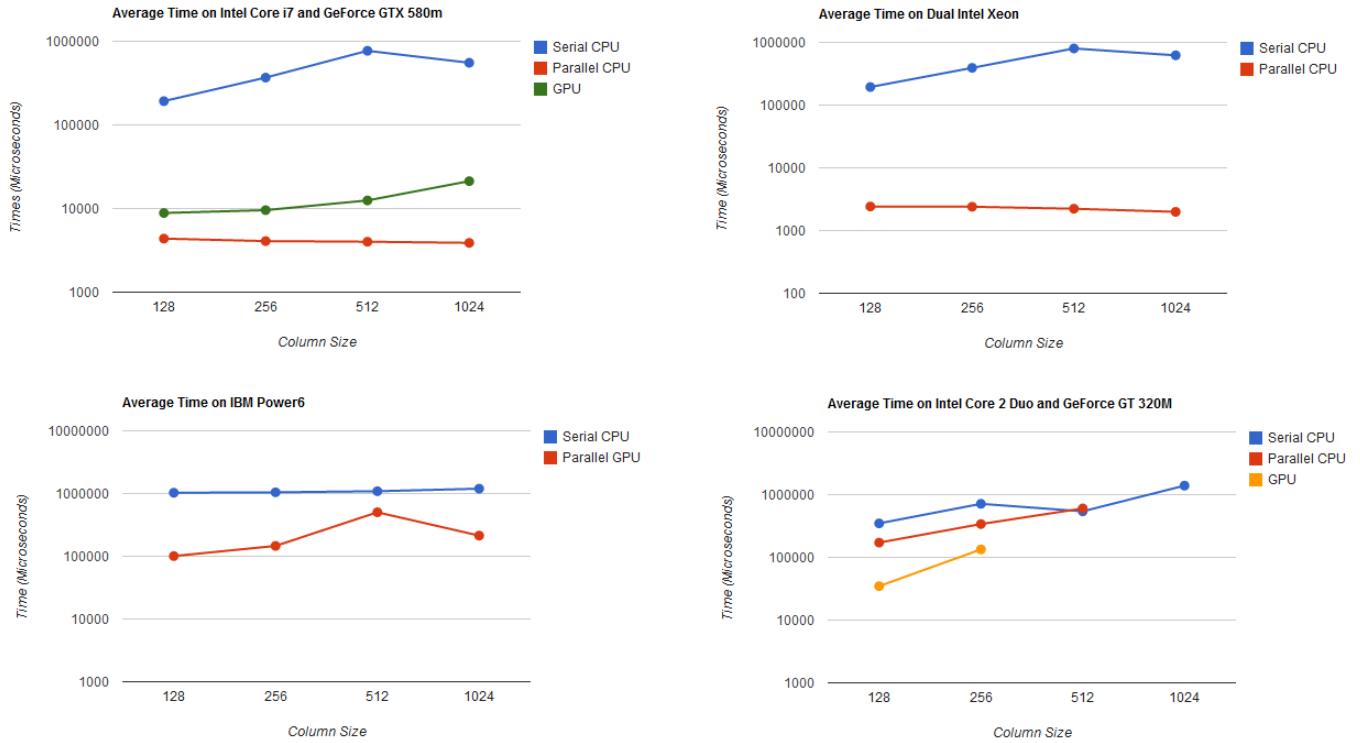 Average Time on Intel Core i7 and GeForce GTX 580m
1000000
100000
10000
1000
Times (Microseconds)
128 256 512 1024
Column Size
Serial CPU
Parallel CPU
GPU
Average Time on Dual Intel Xeon
1000000
100000
10000
1000
100
Time (Microseconds)
128 256 512 1024
Column Size
Serial CPU
Parallel CPU
Average Time on IBM Power6
10000000
1000000
100000
10000
1000
Time (Microseconds)
128 256 512 1024
Column Size
Serial CPU
Parallel GPU
Average Time on Intel Core 2 Duo and GeForce GT 320M
10000000
1000000
100000
10000
1000
Time (Microseconds)
128 256 512 1024
Column Size
Serial CPU
Parallel CPU
GPU